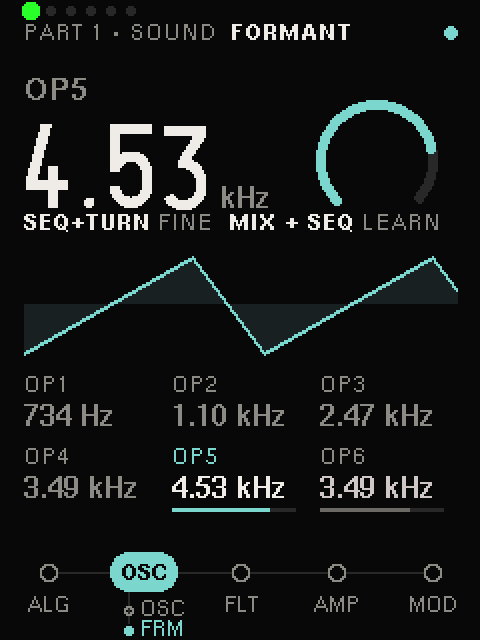 PART 1 · SOUND FORMANT
OP5
4.53 kHz
SEQ+TURN FINE MIX + SEQ LEARN
OP1 OP2 OP3
734 Hz 1.10 kHz 2.47 kHz
OP4 OP5 OP6
3.49 kHz 4.53 kHz 3.49 kHz
OSC
ALG OSC FLT AMP MOD
FRM